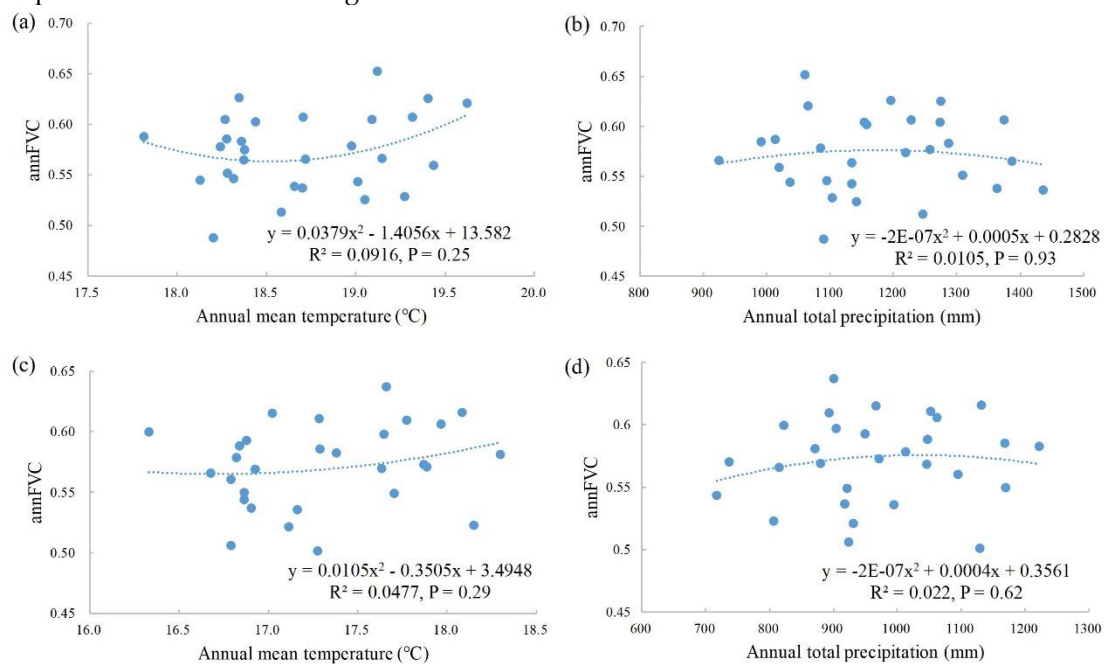 (a)
0.70
0.65
0.60
0.55
0.50
0.45
annFVC
y = 0.0379x² - 1.4056x + 13.582
R² = 0.0916, P = 0.25
17.5 18.0 18.5 19.0 19.5 20.0
Annual mean temperature (℃)
(b)
0.70
0.65
0.60
0.55
0.50
0.45
annFVC
y = -2E-07x² + 0.0005x + 0.2828
R² = 0.0105, P = 0.93
800 900 1000 1100 1200 1300 1400 1500
Annual total precipitation (mm)
(c)
0.65
0.60
0.55
0.50
0.45
annFVC
y = 0.0105x² - 0.3505x + 3.4948
R² = 0.0477, P = 0.29
16.0 16.5 17.0 17.5 18.0 18.5
Annual mean temperature (℃)
(d)
0.65
0.6
0.55
0.5
0.45
annFVC
y = -2E-07x² + 0.0004x + 0.3561
R² = 0.022, P = 0.62
600 700 800 900 1000 1100 1200 1300
Annual total precipitation (mm)